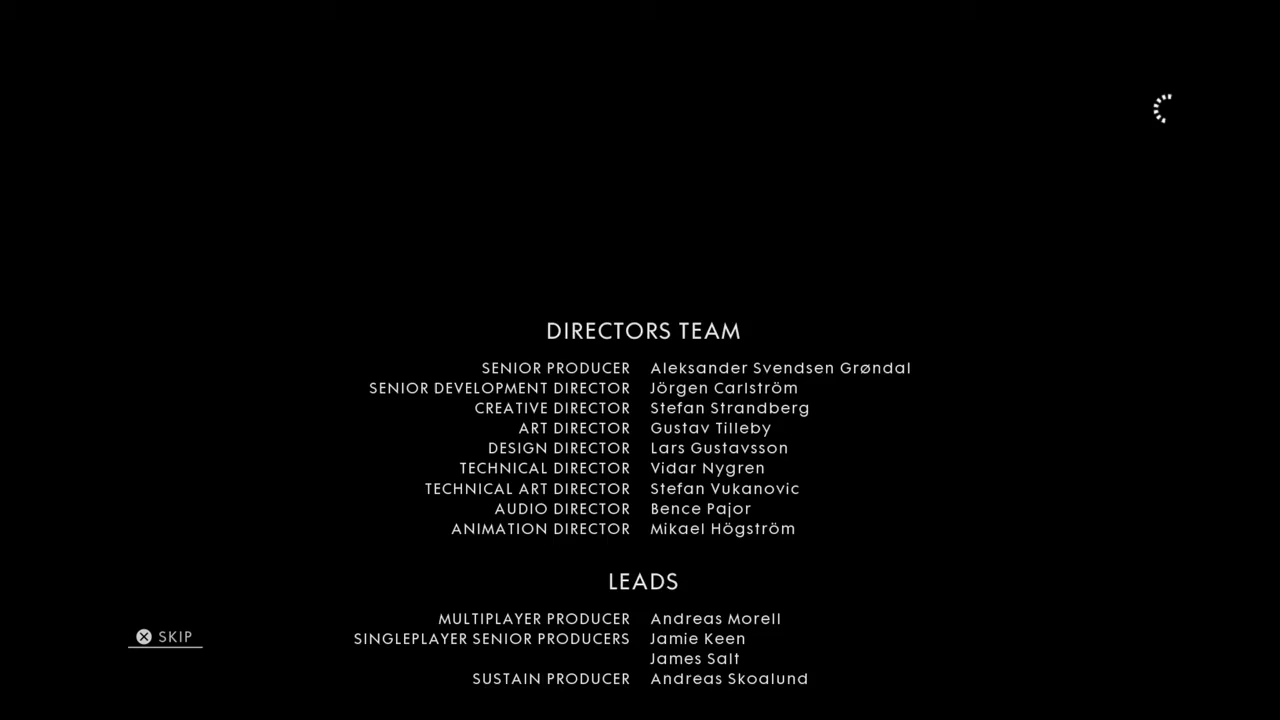 DIRECTORS TEAM
SENIOR PRODUCER Aleksander Svendsen Grøndal
SENIOR DEVELOPMENT DIRECTOR Jörgen Carlström
CREATIVE DIRECTOR Stefan Strandberg
ART DIRECTOR Gustav Tilleby
DESIGN DIRECTOR Lars Gustavsson
TECHNICAL DIRECTOR Vidar Nygren
TECHNICAL ART DIRECTOR Stefan Vukanovic
AUDIO DIRECTOR Bence Pajor
ANIMATION DIRECTOR Mikael Högström
LEADS
MULTIPLAYER PRODUCER Andreas Morell
SINGLEPLAYER SENIOR PRODUCERS Jamie Keen
James Salt
SUSTAIN PRODUCER Andreas Skoalund
SKIP